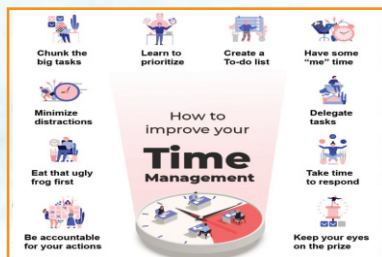 Chunk the
big tasks
Learn to
prioritize
Create a
To-do list
Have some
"me" time
Minimize
distractions
How to
improve your
Time
Management
Delegate
tasks
Eat that ugly
frog first
Take time
to respond
Be accountable
for your actions
Keep your eyes
on the prize